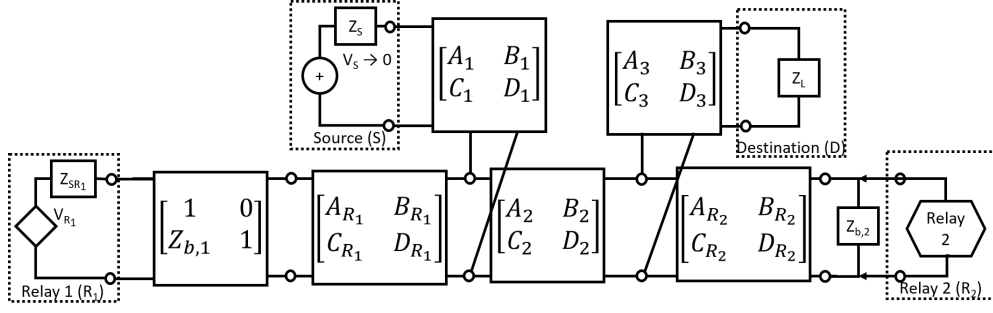 Z_S
V_S → 0
+
Source (S)
[A_1 B_1
C_1 D_1]
[A_3 B_3
C_3 D_3]
Z_L
Destination (D)
Z_SR_1
V_R_1
Relay 1 (R_1)
[1 0
Z_b,1 1]
[A_R_1 B_R_1
C_R_1 D_R_1]
[A_2 B_2
C_2 D_2]
[A_R_2 B_R_2
C_R_2 D_R_2]
Z_b,2
Relay
2
Relay 2 (R_2)